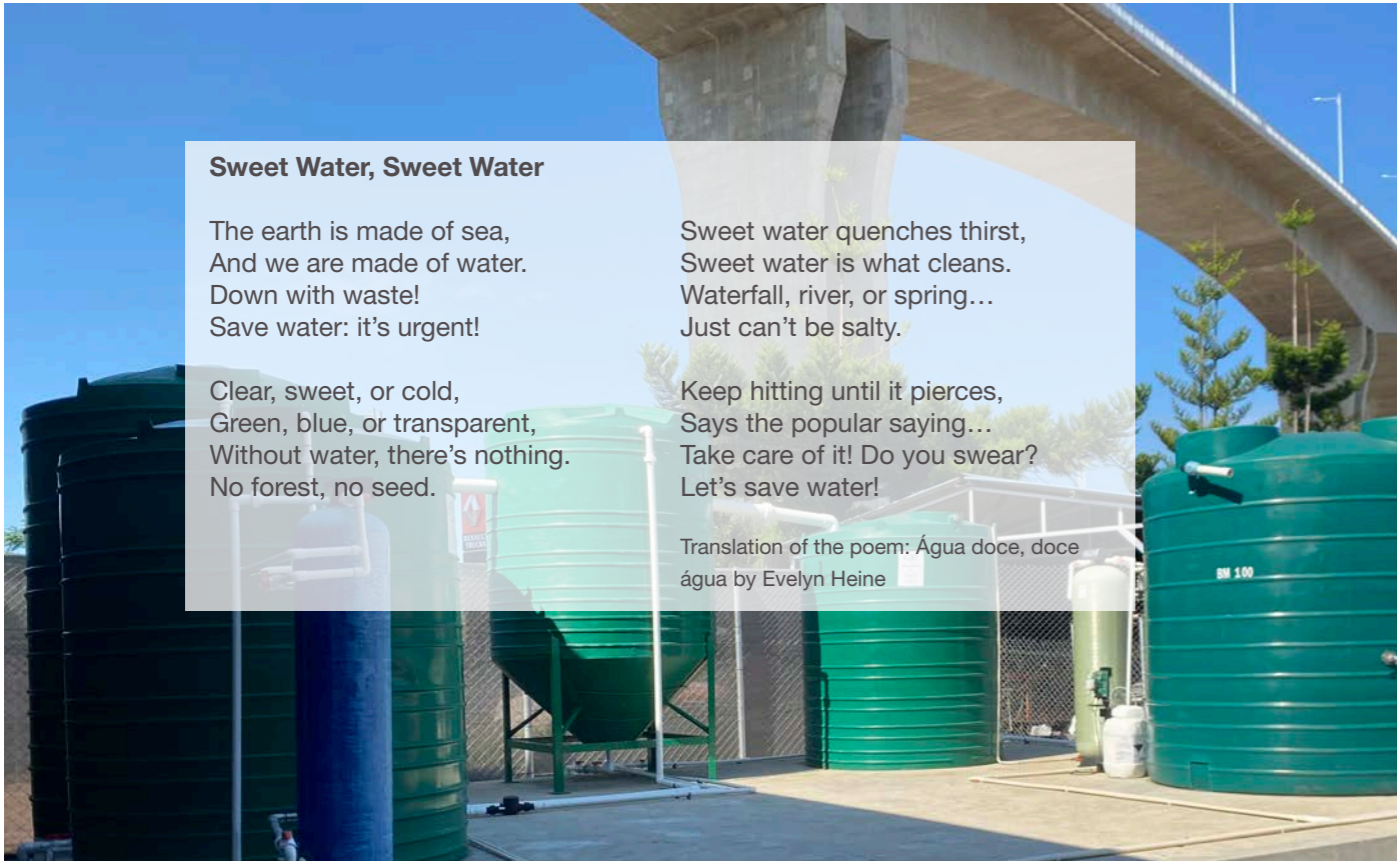 Sweet Water, Sweet Water
The earth is made of sea,
And we are made of water.
Down with waste!
Save water: it’s urgent!
Clear, sweet, or cold,
Green, blue, or transparent,
Without water, there’s nothing.
No forest, no seed.
Sweet water quenches thirst,
Sweet water is what cleans.
Waterfall, river, or spring…
Just can’t be salty.
Keep hitting until it pierces,
Says the popular saying…
Take care of it! Do you swear?
Let’s save water!
Translation of the poem: Água doce, doce
água by Evelyn Heine
BM 100